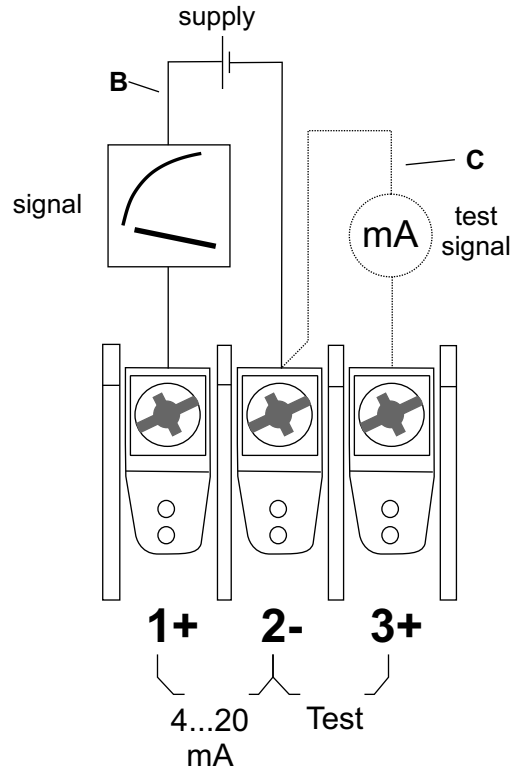 supply
B
signal
C
mA
test
signal
1+ 2- 3+
4...20
mA
Test